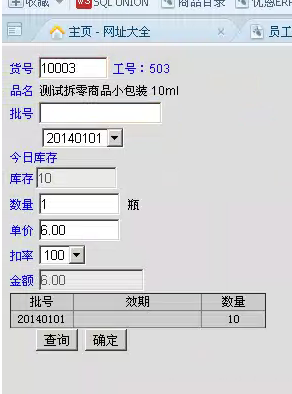 收藏 SQL UNION 商品目录 优惠ERP
主页 - 网址大全 × 员工
货号 10003 工号：503
品名 测试拆零商品小包装 10ml
批号
20140101
今日库存
库存 10
数量 1 瓶
单价 6.00
扣率 100
金额 6.00
批号 效期 数量
20140101 10
查询 确定